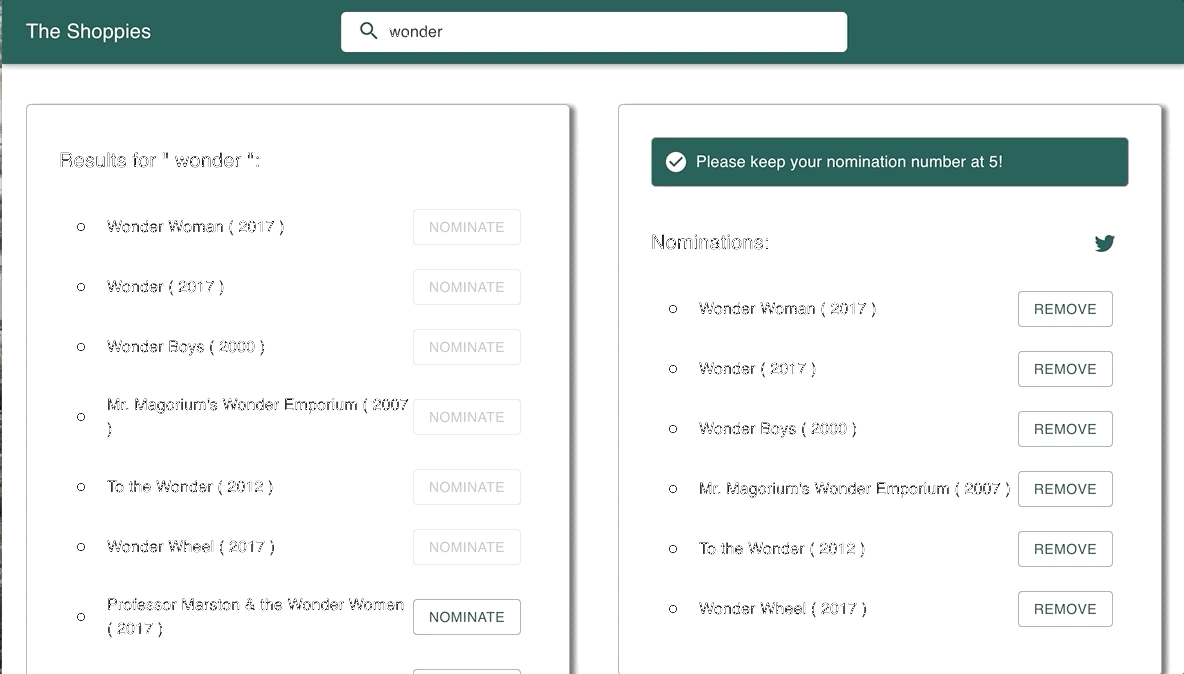 The Shoppies
wonder
Results for " wonder ":
Wonder Woman ( 2017 ) NOMINATE
Wonder ( 2017 ) NOMINATE
Wonder Boys ( 2000 ) NOMINATE
Mr. Magorium's Wonder Emporium ( 2007
) NOMINATE
To the Wonder ( 2012 ) NOMINATE
Wonder Wheel ( 2017 ) NOMINATE
Professor Marston & the Wonder Women
( 2017 ) NOMINATE
Please keep your nomination number at 5!
Nominations:
Wonder Woman ( 2017 ) REMOVE
Wonder ( 2017 ) REMOVE
Wonder Boys ( 2000 ) REMOVE
Mr. Magorium's Wonder Emporium ( 2007 ) REMOVE
To the Wonder ( 2012 ) REMOVE
Wonder Wheel ( 2017 ) REMOVE